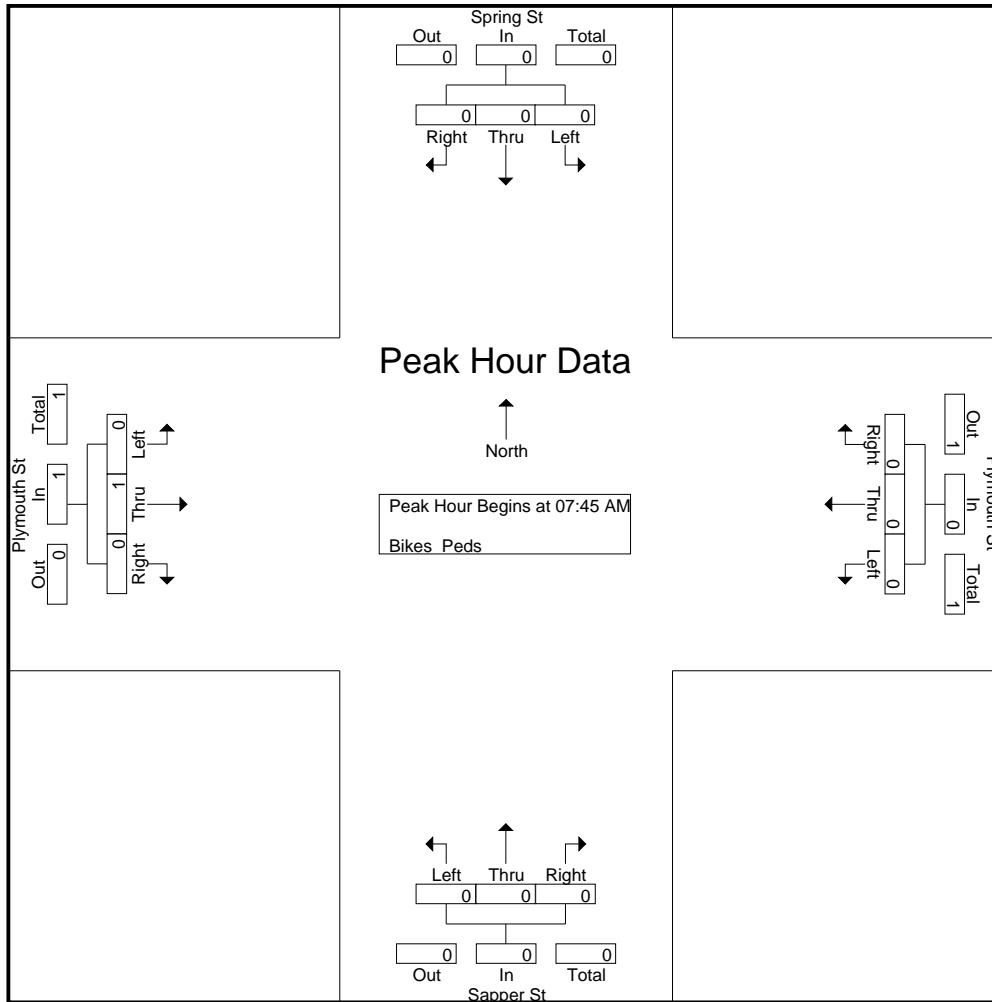 Spring St
Out In Total
0 0 0
0 0 0
Right Thru Left
Peak Hour Data
North
Peak Hour Begins at 07:45 AM
Bikes Peds
Plymouth St
Total In Out
1 1 0
0 1 0
Left Thru Right
Plymouth St
Out In Total
1 0 1
0 0 0
Right Thru Left
Left Thru Right
0 0 0
0 0 0
Out In Total
Sapper St